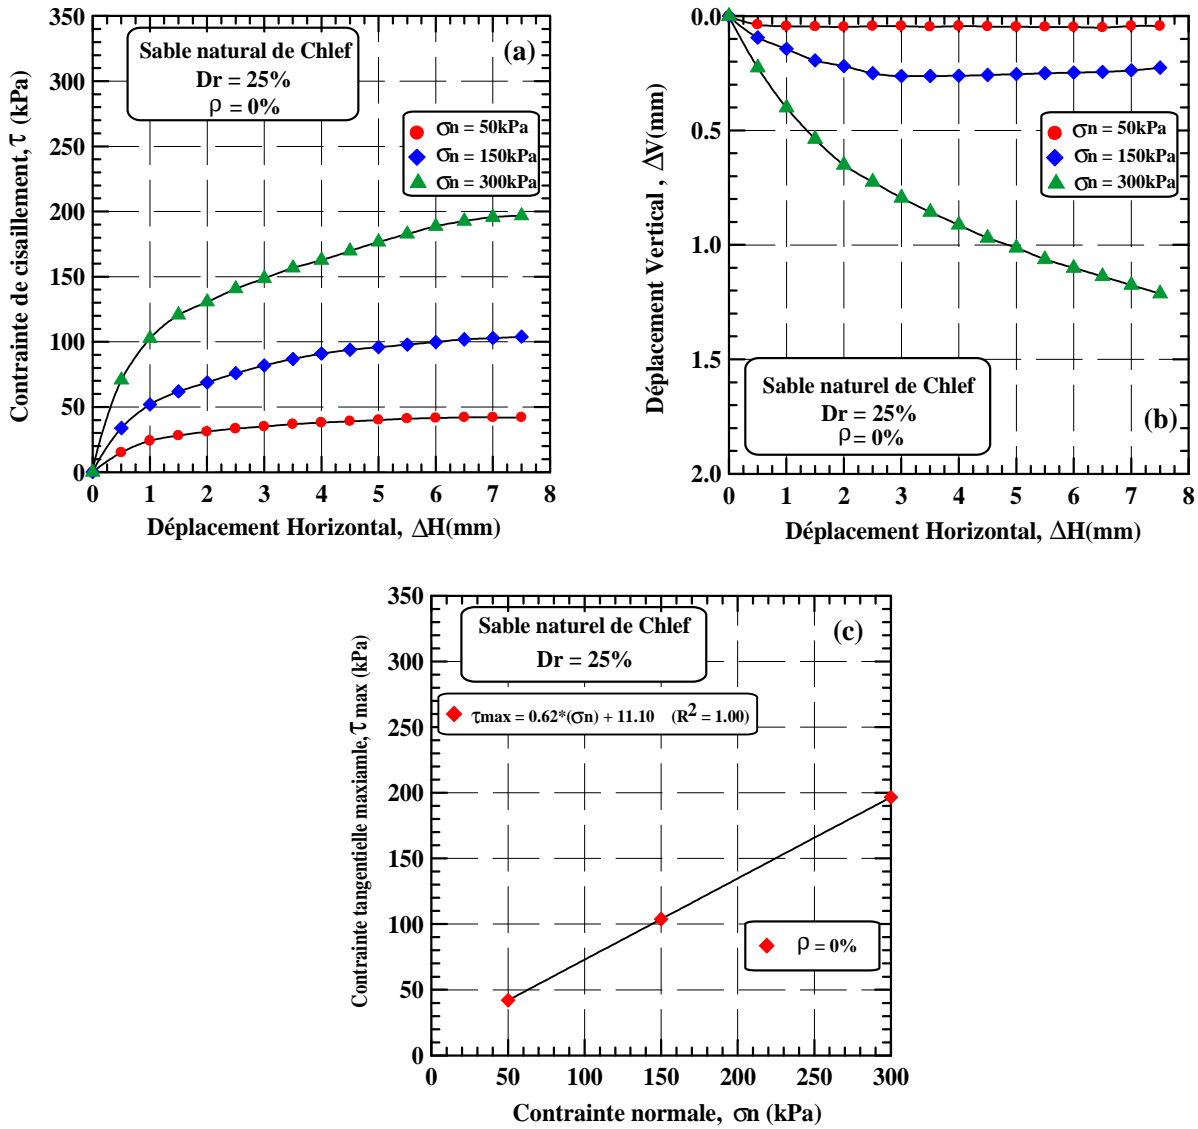 (a)
Sable natural de Chlef
Dr = 25%
ρ = 0%
σn = 50kPa
σn = 150kPa
σn = 300kPa
350
300
250
200
150
100
50
0
0 1 2 3 4 5 6 7 8
Contrainte de cisaillement, τ (kPa)
Déplacement Horizontal, ΔH(mm)
0.0
0.5
1.0
1.5
2.0
σn = 50kPa
σn = 150kPa
σn = 300kPa
Sable naturel de Chlef
Dr = 25%
ρ = 0%
(b)
0 1 2 3 4 5 6 7 8
Déplacement Vertical , ΔV(mm)
Déplacement Horizontal, ΔH(mm)
350
300
250
200
150
100
50
0
Sable naturel de Chlef
Dr = 25%
(c)
τmax = 0.62*(σn) + 11.10 (R2 = 1.00)
ρ = 0%
0 50 100 150 200 250 300
Contrainte tangentielle maxiamle, τmax (kPa)
Contrainte normale, σn (kPa)